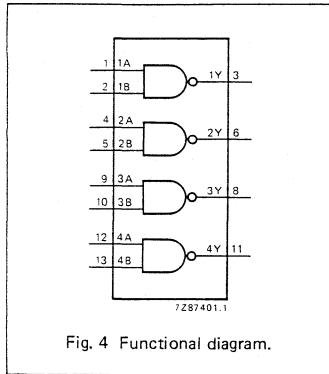 1 1A
2 1B
1Y 3
4 2A
5 2B
2Y 6
9 3A
10 3B
3Y 8
12 4A
13 4B
4Y 11
7Z87401.1
Fig. 4 Functional diagram.